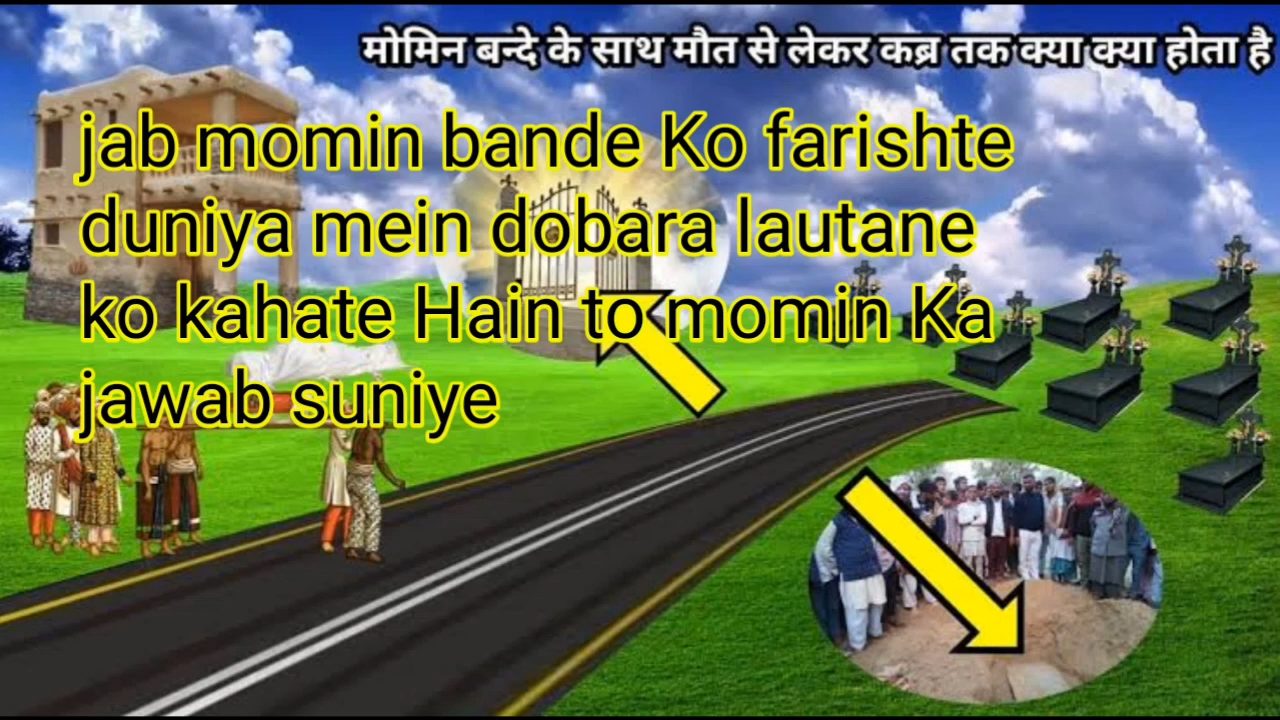 मोमिन बन्दे के साथ मौत से लेकर कब्र तक क्या क्या होता है
jab momin bande Ko farishte
duniya mein dobara lautane
ko kahate Hain to momin Ka
jawab suniye